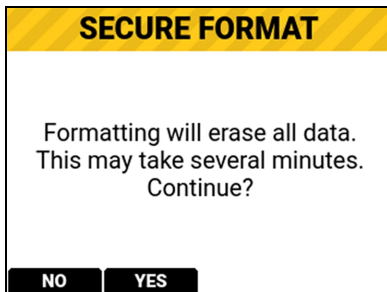 SECURE FORMAT
Formatting will erase all data.
This may take several minutes.
Continue?
NO YES